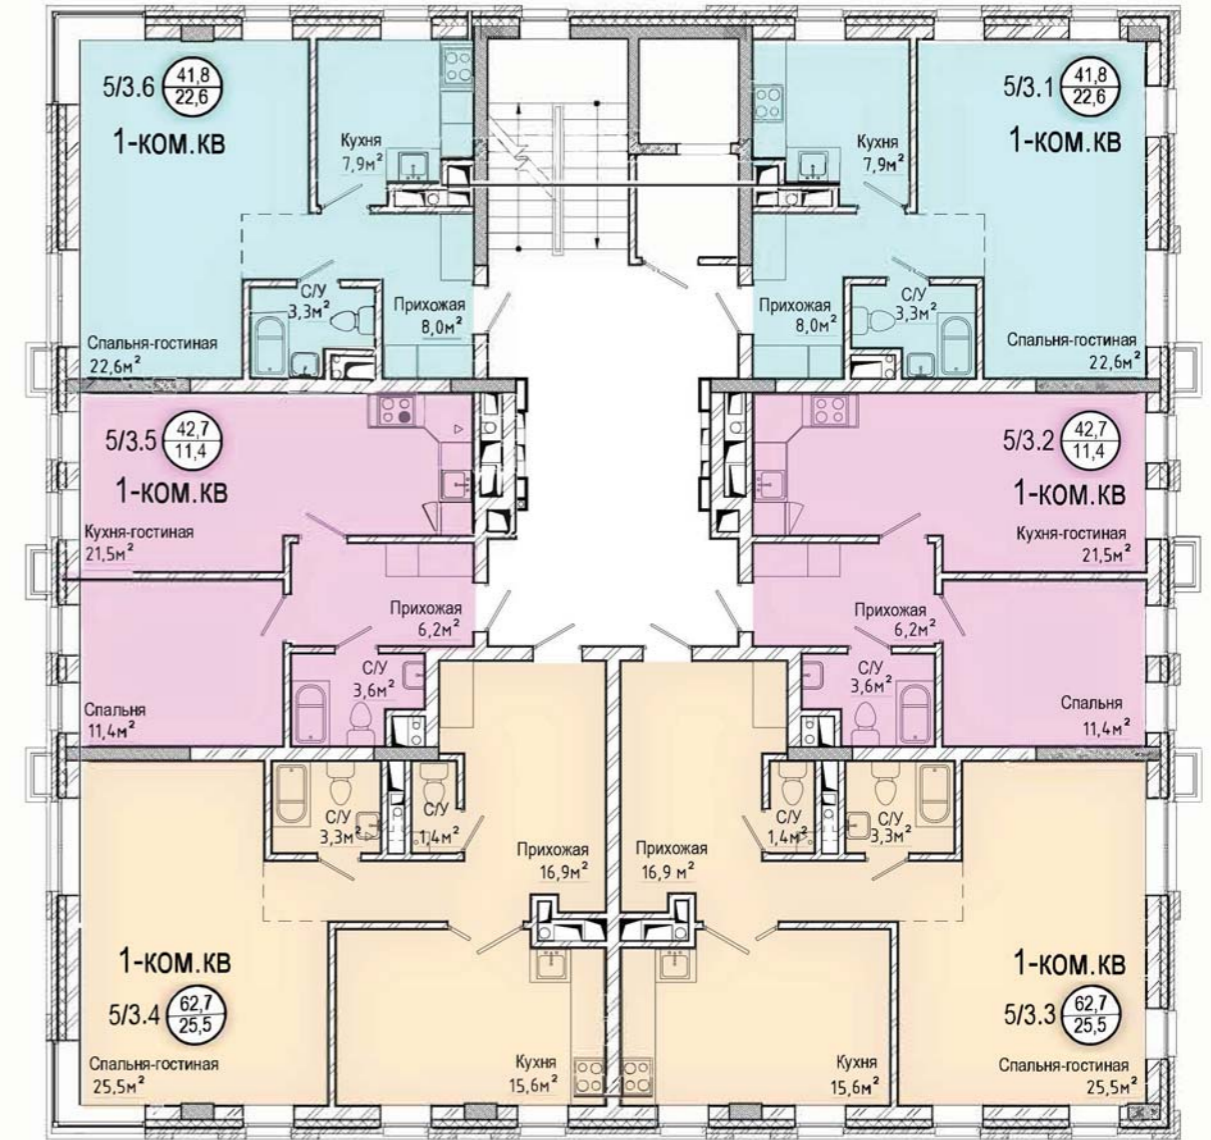 5/3.6
41,8
22,6
1-ком.кв
Кухня
7,9м²
С/У
3,3м²
Прихожая
8,0м²
Спальня-гостиная
22,6м²
5/3.1
41,8
22,6
1-ком.кв
Кухня
7,9м²
С/У
3,3м²
Прихожая
8,0м²
Спальня-гостиная
22,6м²
5/3.5
42,7
11,4
1-ком.кв
Кухня-гостиная
21,5м²
Прихожая
6,2м²
С/У
3,6м²
Спальня
11,4м²
5/3.2
42,7
11,4
1-ком.кв
Кухня-гостиная
21,5м²
Прихожая
6,2м²
С/У
3,6м²
Спальня
11,4м²
С/У
3,3м²
С/У
1,4м²
Прихожая
16,9м²
1-ком.кв
5/3.4
62,7
25,5
Спальня-гостиная
25,5м²
Кухня
15,6м²
С/У
1,4м²
С/У
3,3м²
Прихожая
16,9 м²
1-ком.кв
5/3.3
62,7
25,5
Спальня-гостиная
25,5м²
Кухня
15,6м²